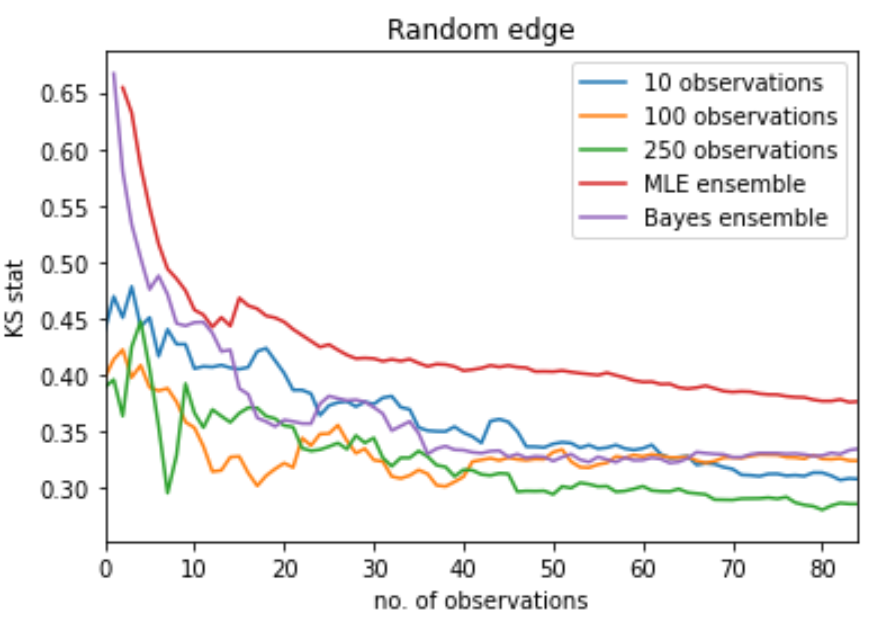 Random edge
10 observations
100 observations
250 observations
MLE ensemble
Bayes ensemble
KS stat
0.65
0.60
0.55
0.50
0.45
0.40
0.35
0.30
0 10 20 30 40 50 60 70 80
no. of observations